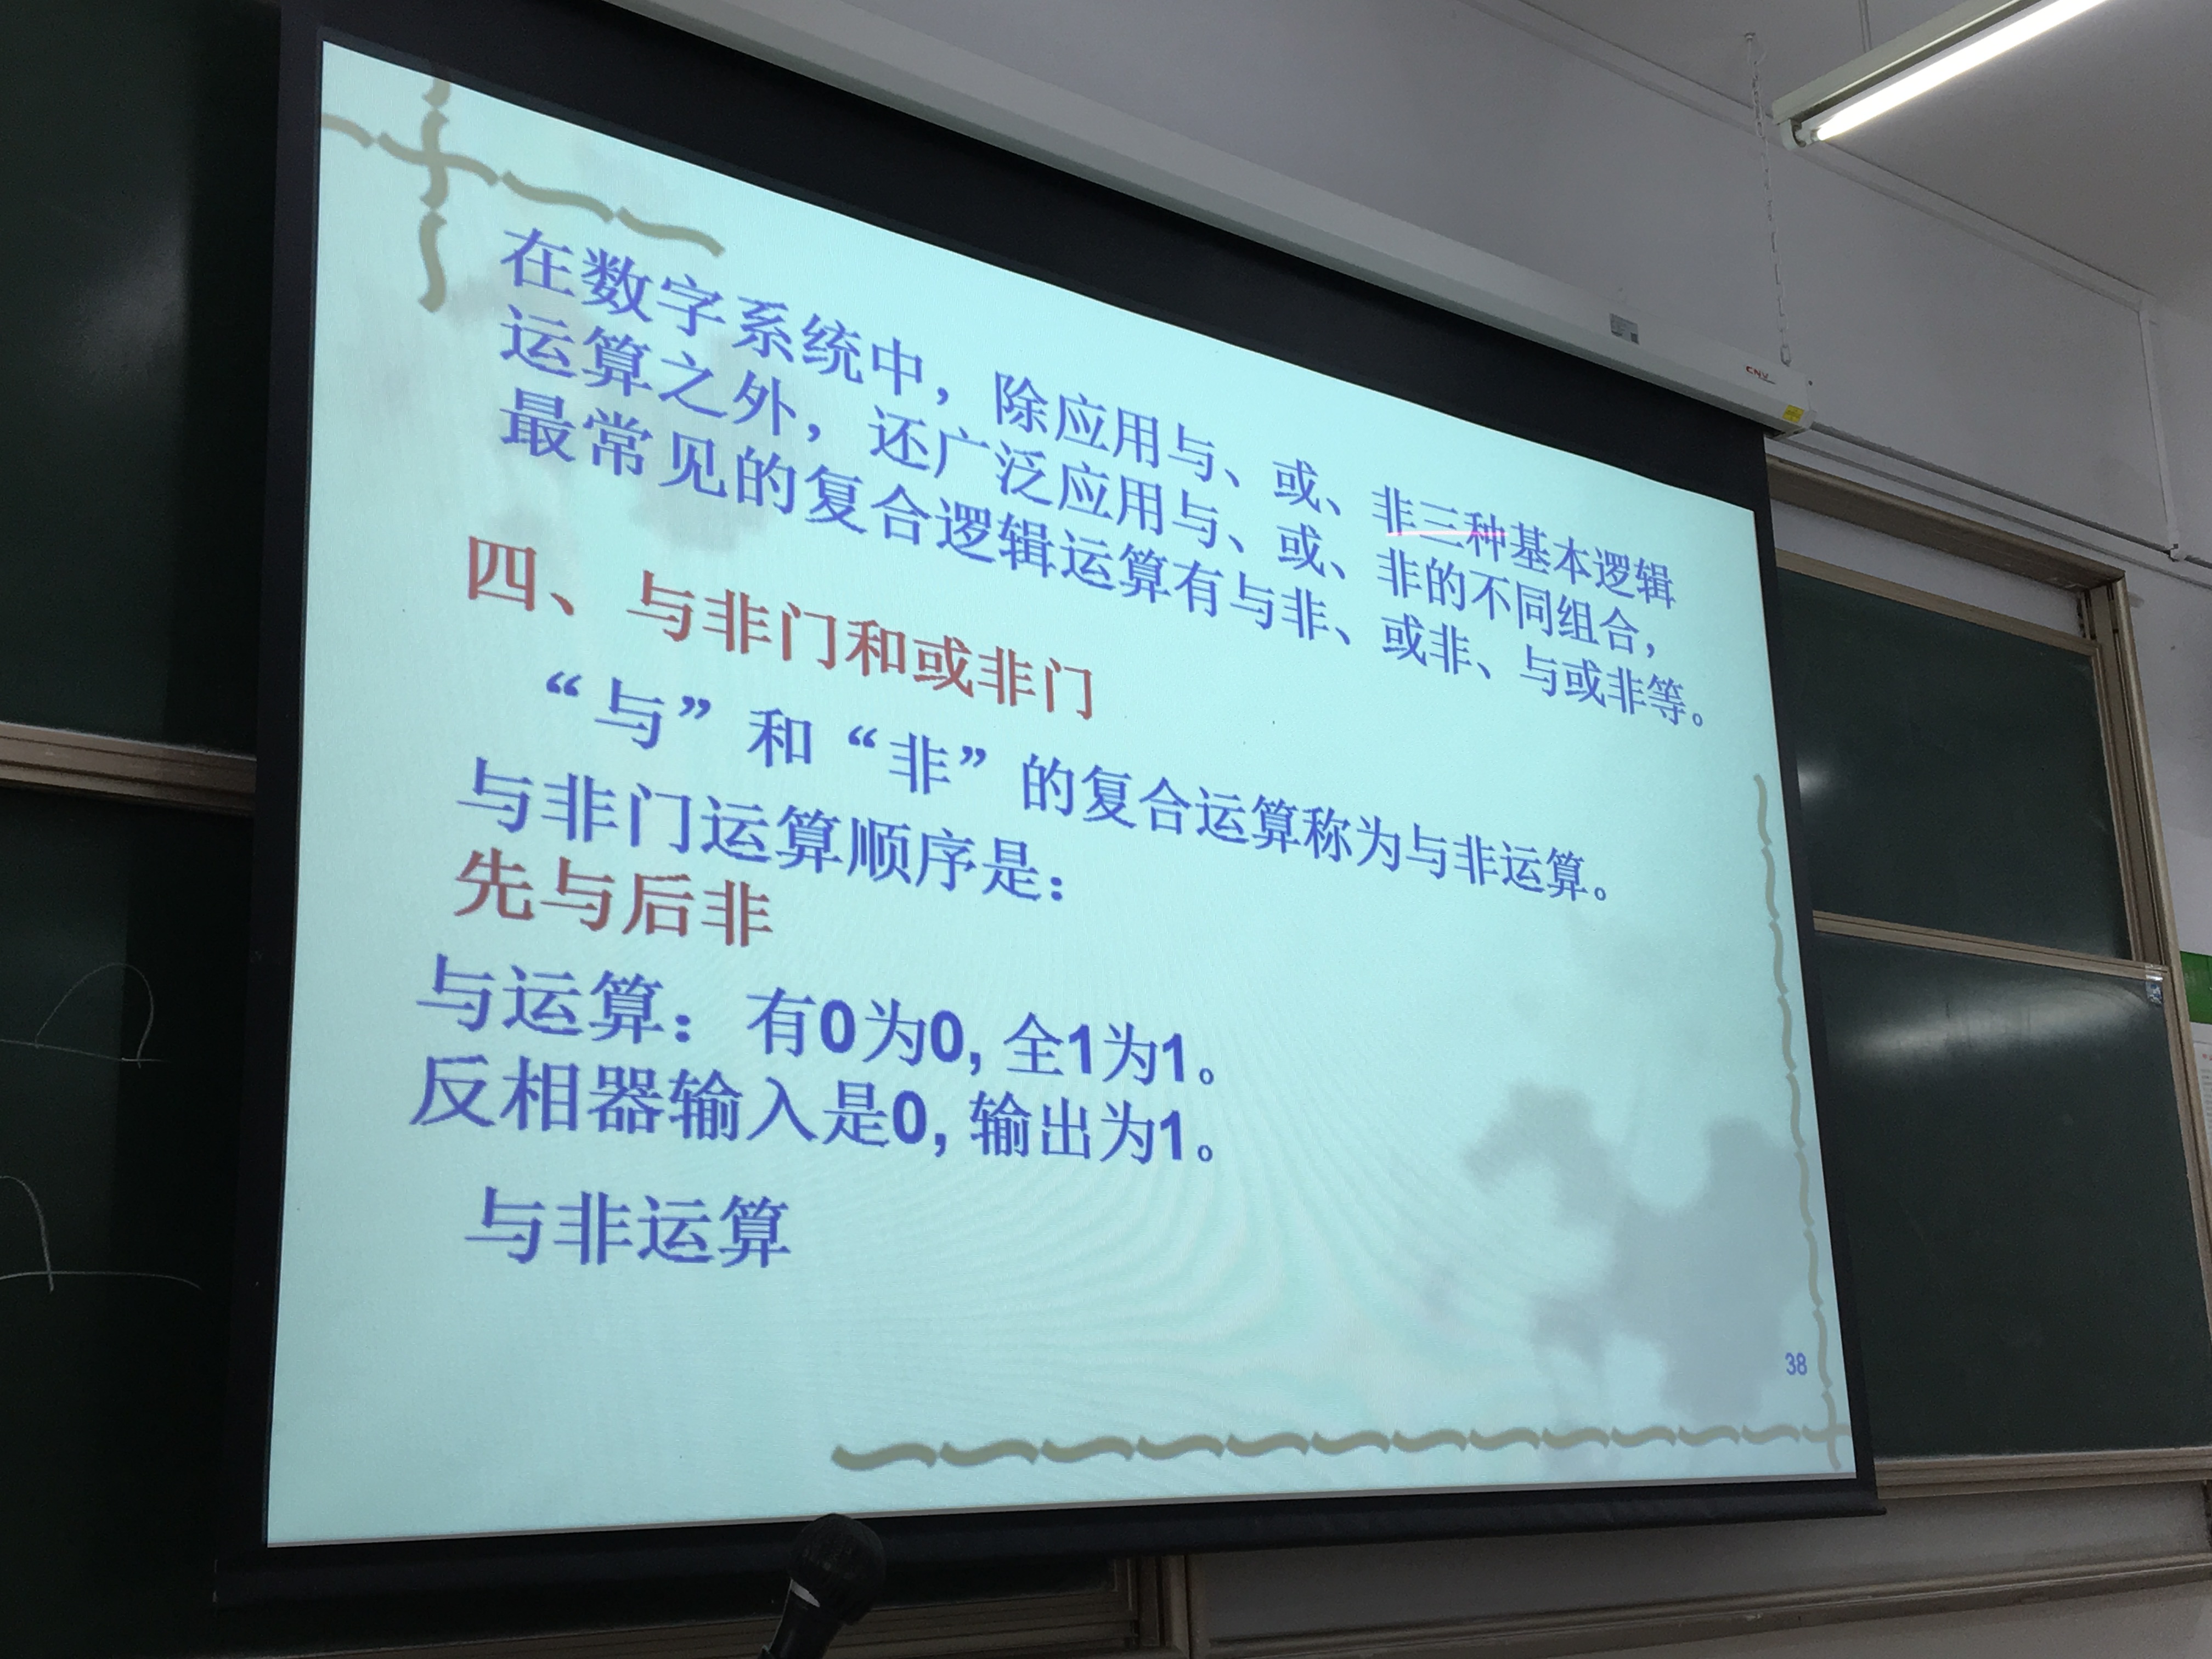 在数字系统中，除应用与、或、非三种基本逻辑
运算之外，还广泛应用与、或、非的不同组合，
最常见的复合逻辑运算有与非、或非、与或非等。
四、与非门和或非门
“与”和“非”的复合运算称为与非运算。
与非门运算顺序是：
先与后非
与运算：有0为0, 全1为1。
反相器输入是0, 输出为1。
与非运算
38